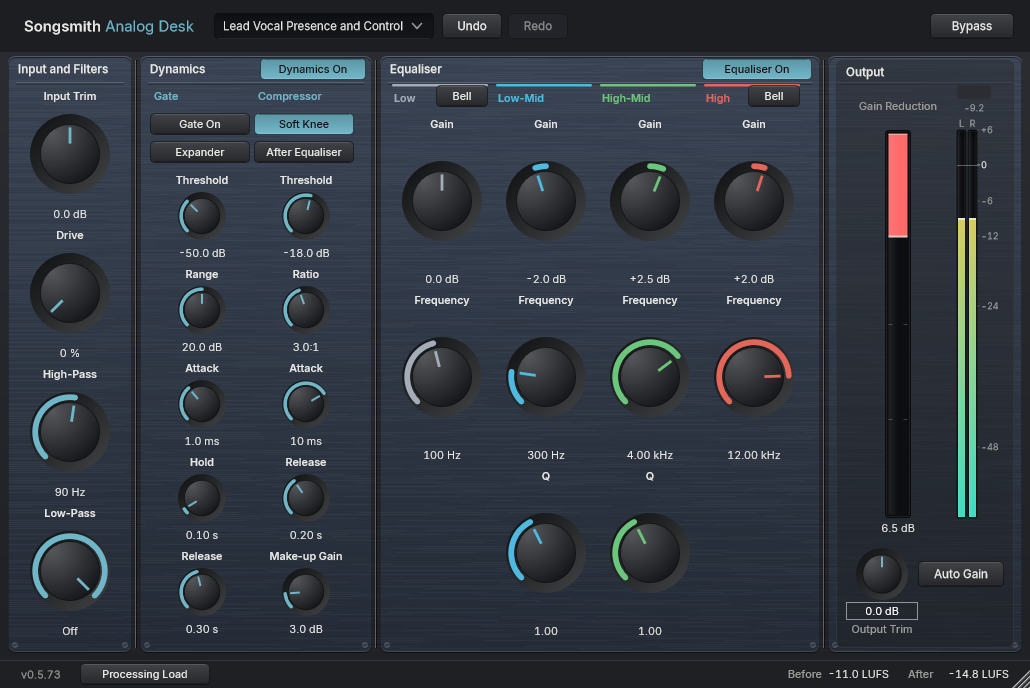 Songsmith Analog Desk
Lead Vocal Presence and Control
Undo
Redo
Bypass
Input and Filters
Input Trim
0.0 dB
Drive
0 %
High-Pass
90 Hz
Low-Pass
Off
Dynamics
Dynamics On
Gate
Compressor
Gate On
Soft Knee
Expander
After Equaliser
Threshold
Threshold
-50.0 dB
-18.0 dB
Range
Ratio
20.0 dB
3.0:1
Attack
Attack
1.0 ms
10 ms
Hold
Release
0.10 s
0.20 s
Release
Make-up Gain
0.30 s
3.0 dB
Equaliser
Equaliser On
Low
Bell
Low-Mid
High-Mid
High
Bell
Gain
Gain
Gain
Gain
0.0 dB
-2.0 dB
+2.5 dB
+2.0 dB
Frequency
Frequency
Frequency
Frequency
100 Hz
300 Hz
4.00 kHz
12.00 kHz
Q
Q
1.00
1.00
Output
Gain Reduction
-9.2
L R
+6
-0
-6
-12
-24
-48
6.5 dB
Auto Gain
0.0 dB
Output Trim
v0.5.73
Processing Load
Before -11.0 LUFS
After -14.8 LUFS